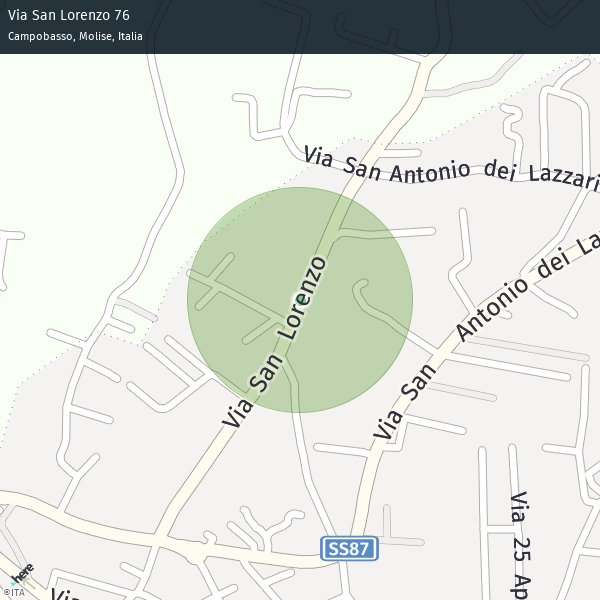 Via San Lorenzo 76
Campobasso, Molise, Italia
Via San Antonio dei Lazzari
Via San Lorenzo
Via San Antonio dei La
SS87
Via 25 Ap
here
©ITA
Via